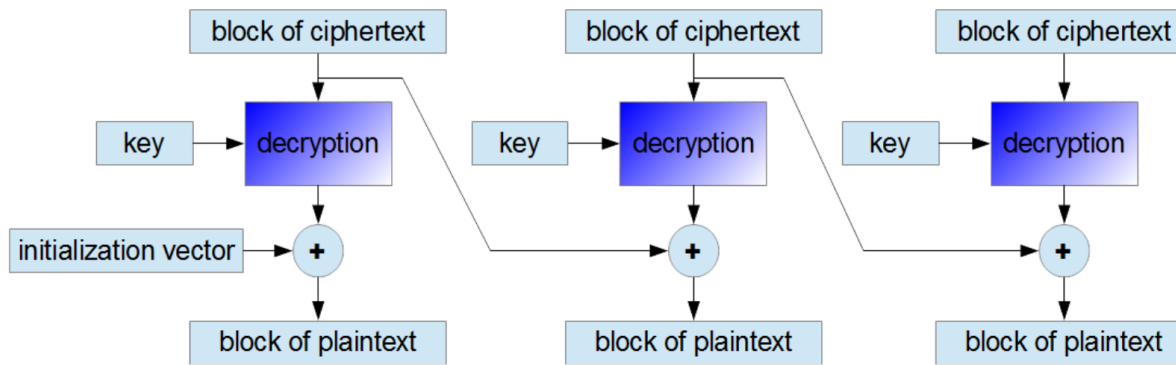 block of ciphertext
block of ciphertext
block of ciphertext
key
decryption
key
decryption
key
decryption
initialization vector
+
+
+
block of plaintext
block of plaintext
block of plaintext